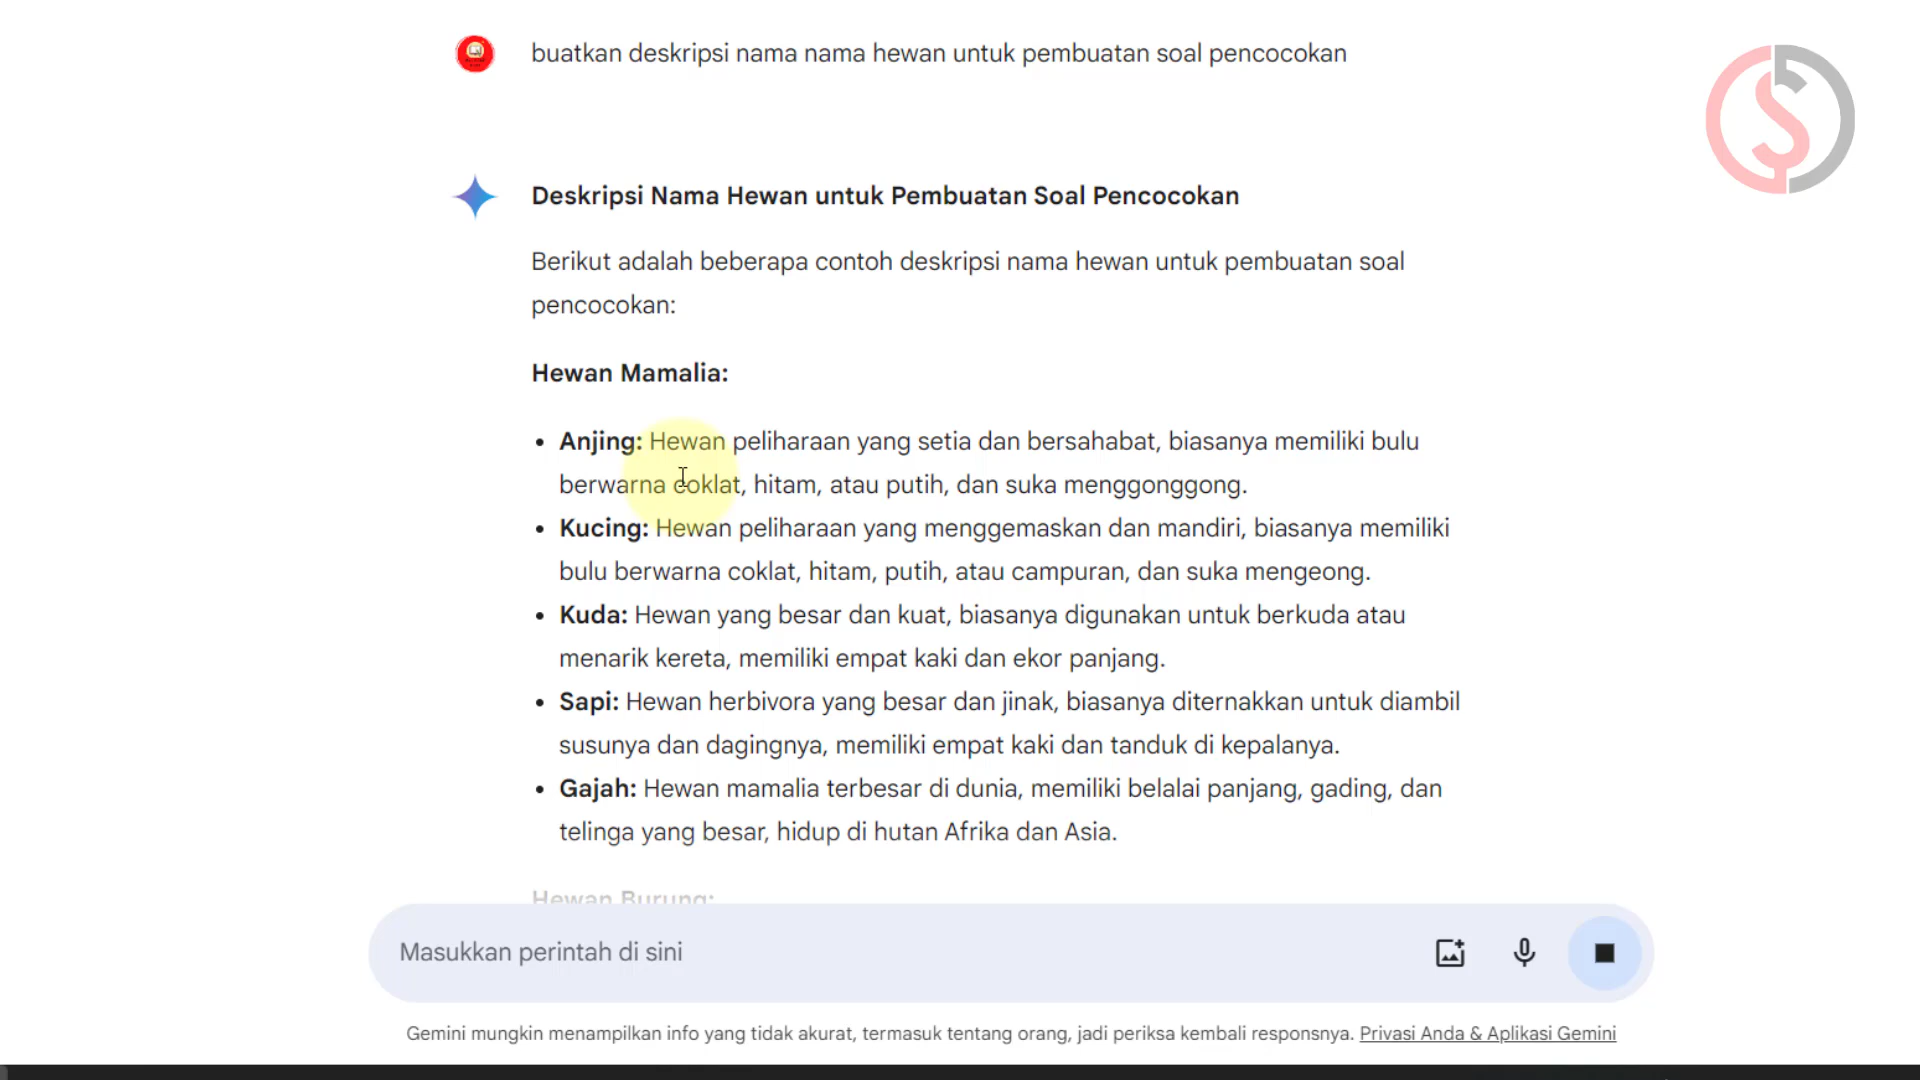 buatkan deskripsi nama nama hewan untuk pembuatan soal pencocokan
Deskripsi Nama Hewan untuk Pembuatan Soal Pencocokan
Berikut adalah beberapa contoh deskripsi nama hewan untuk pembuatan soal
pencocokan:
Hewan Mamalia:
• Anjing: Hewan peliharaan yang setia dan bersahabat, biasanya memiliki bulu
berwarna coklat, hitam, atau putih, dan suka menggonggong.
• Kucing: Hewan peliharaan yang menggemaskan dan mandiri, biasanya memiliki
bulu berwarna coklat, hitam, putih, atau campuran, dan suka mengeong.
• Kuda: Hewan yang besar dan kuat, biasanya digunakan untuk berkuda atau
menarik kereta, memiliki empat kaki dan ekor panjang.
• Sapi: Hewan herbivora yang besar dan jinak, biasanya diternakkan untuk diambil
susunya dan dagingnya, memiliki empat kaki dan tanduk di kepalanya.
• Gajah: Hewan mamalia terbesar di dunia, memiliki belalai panjang, gading, dan
telinga yang besar, hidup di hutan Afrika dan Asia.
Hewan Burung:
Masukkan perintah di sini
Gemini mungkin menampilkan info yang tidak akurat, termasuk tentang orang, jadi periksa kembali responsnya. Privasi Anda & Aplikasi Gemini